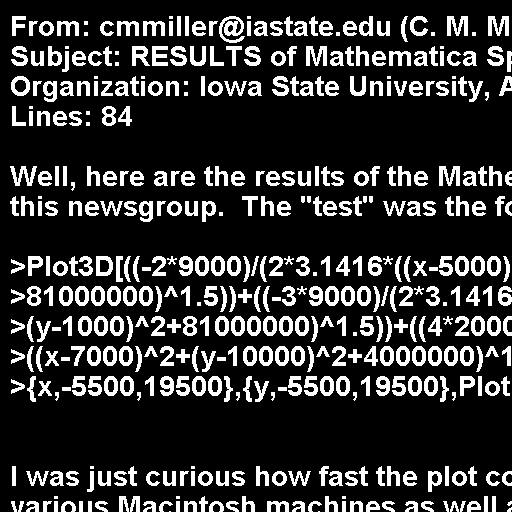 From: cmmiller@iastate.edu (C. M. M
Subject: RESULTS of Mathematica Sp
Organization: Iowa State University, A
Lines: 84

Well, here are the results of the Mathe
this newsgroup.  The "test" was the fo

>Plot3D[((-2*9000)/(2*3.1416*((x-5000)
>81000000)^1.5))+((-3*9000)/(2*3.1416
>(y-1000)^2+81000000)^1.5))+((4*2000
>((x-7000)^2+(y-10000)^2+4000000)^1
>{x,-5500,19500},{y,-5500,19500},Plot

I was just curious how fast the plot co
various Macintosh machines as well a